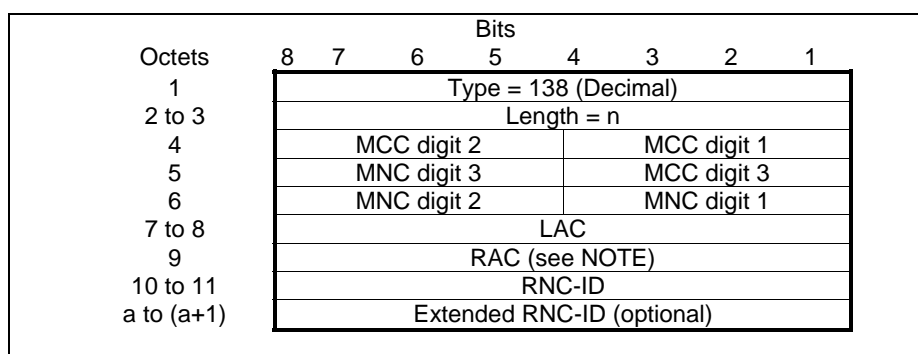 Bits
Octets 8 7 6 5 4 3 2 1
1 Type = 138 (Decimal)
2 to 3 Length = n
4 MCC digit 2 MCC digit 1
5 MNC digit 3 MCC digit 3
6 MNC digit 2 MNC digit 1
7 to 8 LAC
9 RAC (see NOTE)
10 to 11 RNC-ID
a to (a+1) Extended RNC-ID (optional)